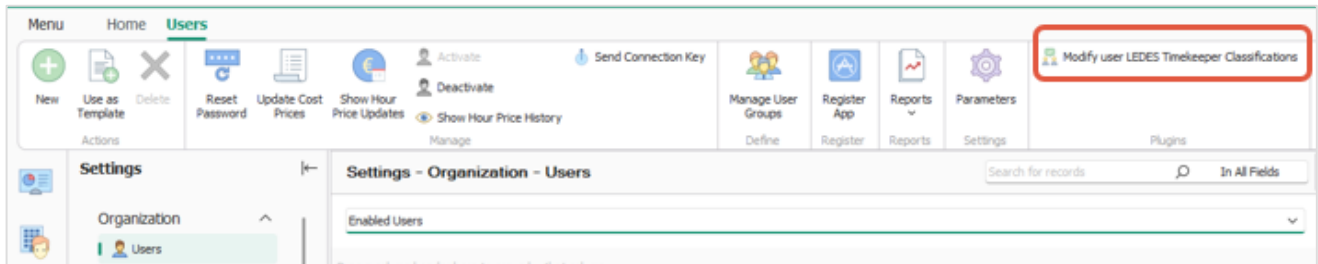 Menu Home Users
Activate Send Connection Key Modify user LEDES Timekeeper Classifications
Deactivate
New Use as Delete Reset Update Cost Show Hour Manage User Register Reports Parameters
Template Password Prices Price Updates Show Hour Price History Groups App
Actions Manage Define Register Reports Settings Plugins
Settings Settings - Organization - Users Search for records In All Fields
Organization Enabled Users
Users